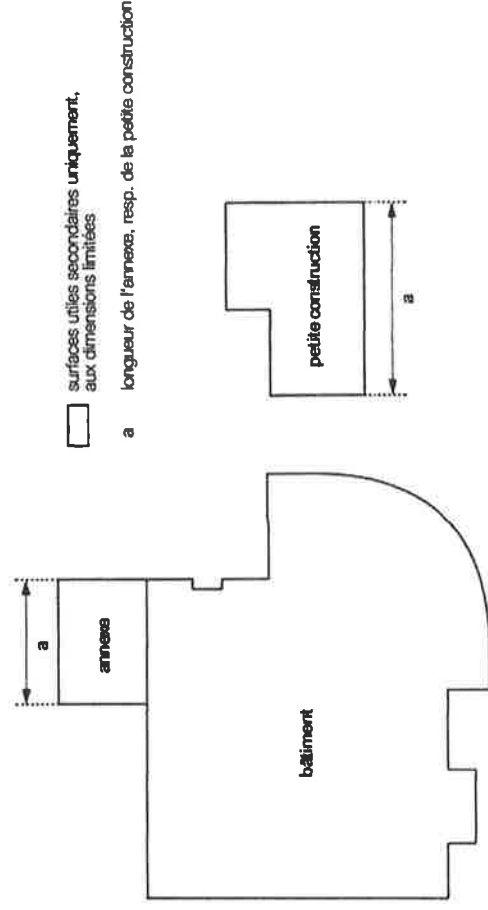 surfaces utiles secondaires uniquement,
aux dimensions limitées
a longueur de l'annexe, resp. de la petite construction
a
annexe
bâtiment
petite construction
a